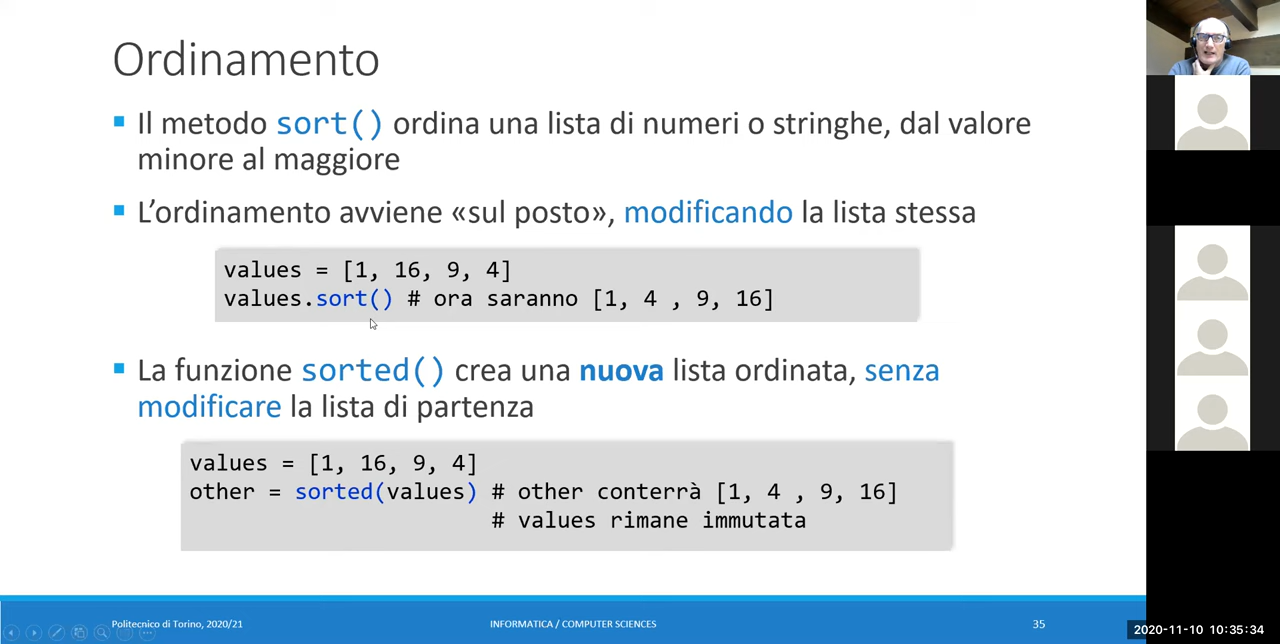 Ordinamento
Il metodo sort() ordina una lista di numeri o stringhe, dal valore
minore al maggiore
L’ordinamento avviene «sul posto», modificando la lista stessa
values = [1, 16, 9, 4]
values.sort() # ora saranno [1, 4 , 9, 16]
La funzione sorted() crea una nuova lista ordinata, senza
modificare la lista di partenza
values = [1, 16, 9, 4]
other = sorted(values) # other conterrà [1, 4 , 9, 16]
# values rimane immutata
Politecnico di Torino, 2020/21
INFORMATICA / COMPUTER SCIENCES
35
2020-11-10 10:35:34